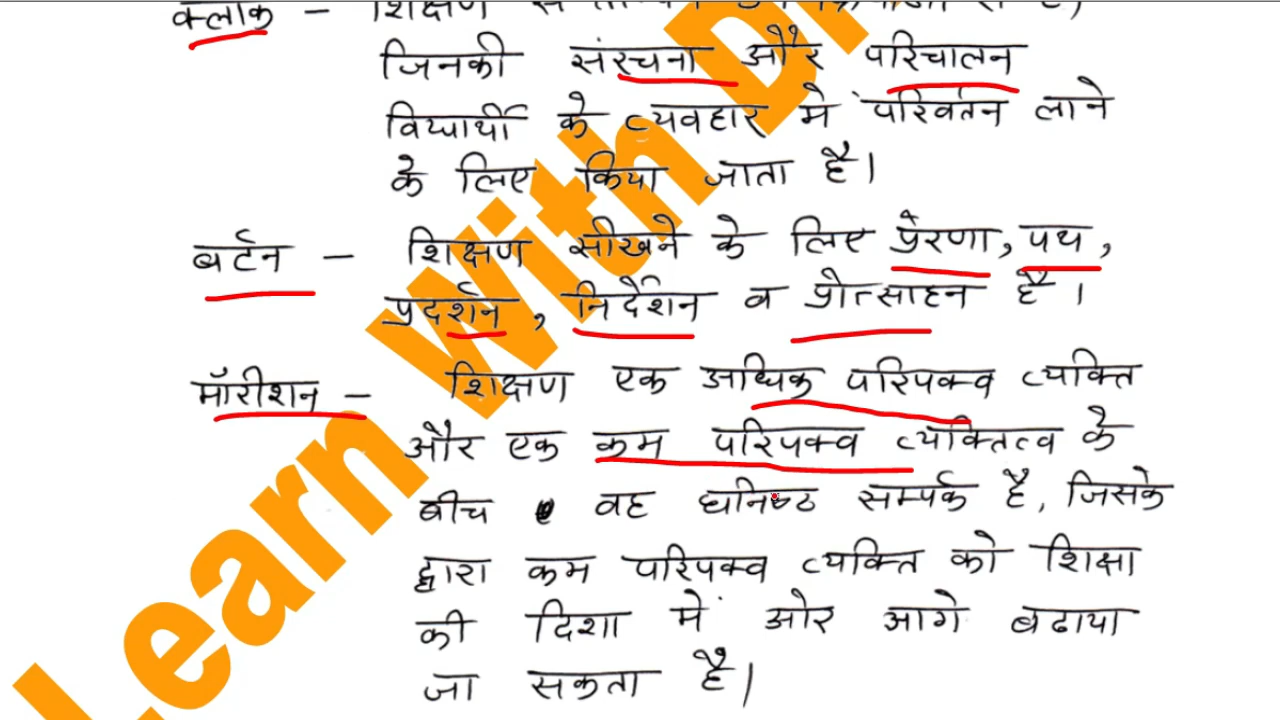 क्लार्क – शिक्षण
जिनकी संरचना और परिचालन
विद्यार्थी के व्यवहार में परिवर्तन लाने
के लिए किया जाता है।
बर्टन – शिक्षण सीखने के लिए प्रेरणा, पथ,
प्रदर्शन, निर्देशन व प्रोत्साहन है।
मॉरीशन – शिक्षण एक अधिक परिपक्व व्यक्ति
और एक कम परिपक्व व्यक्तित्व के
बीच वह घनिष्ठ सम्पर्क है, जिसके
द्वारा कम परिपक्व व्यक्ति को शिक्षा
की दिशा में ओर आगे बढाया
जा सकता है।
Learn With